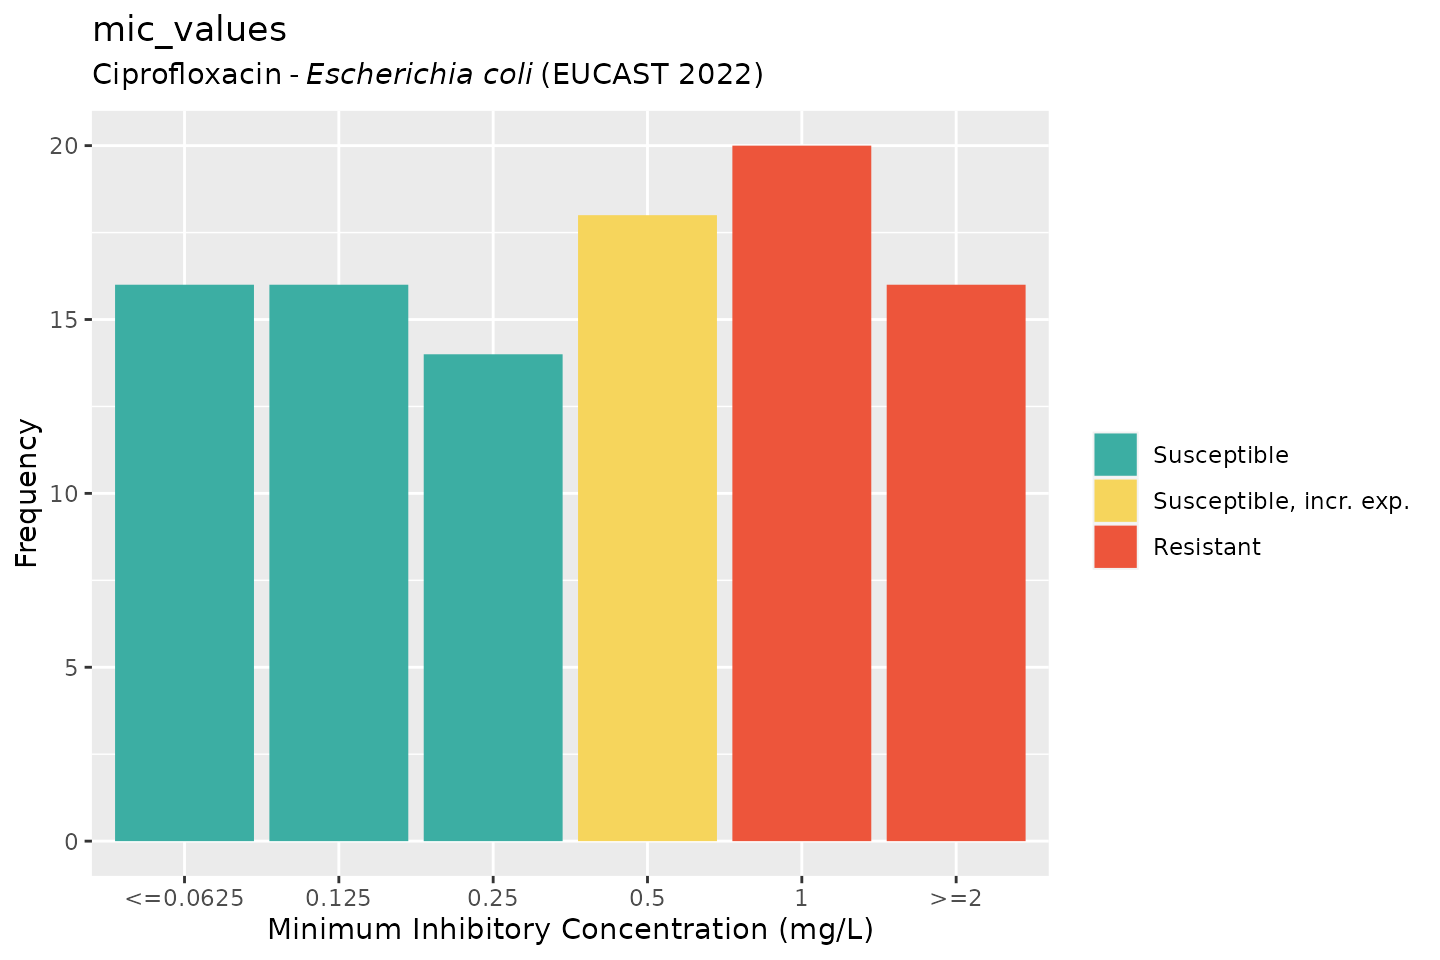 mic_values
Ciprofloxacin - Escherichia coli (EUCAST 2022)
Frequency
20
15
10
5
0
<=0.0625 0.125 0.25 0.5 1 >=2
Minimum Inhibitory Concentration (mg/L)
Susceptible
Susceptible, incr. exp.
Resistant